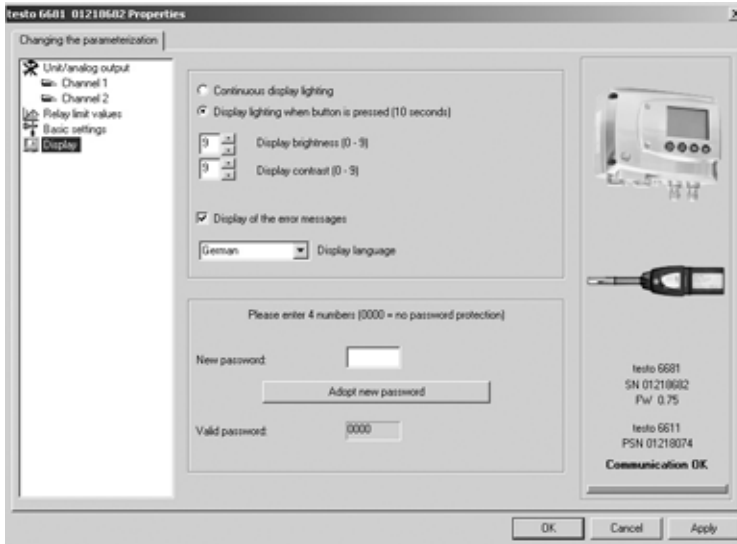 testo 6681 01218682 Properties
Changing the parameterization
Unit/analog output
Channel 1
Channel 2
Relay limit values
Basic settings
Display
Continuous display lighting
Display lighting when button is pressed (10 seconds)
9 Display brightness (0 - 9)
9 Display contrast (0 - 9)
Display of the error messages
German Display language
Please enter 4 numbers (0000 = no password protection)
New password:
Adopt new password
Valid password: 0000
testo 6681
SN 01218682
FW 0.75
testo 6611
PSN 01218074
Communication OK
OK Cancel Apply